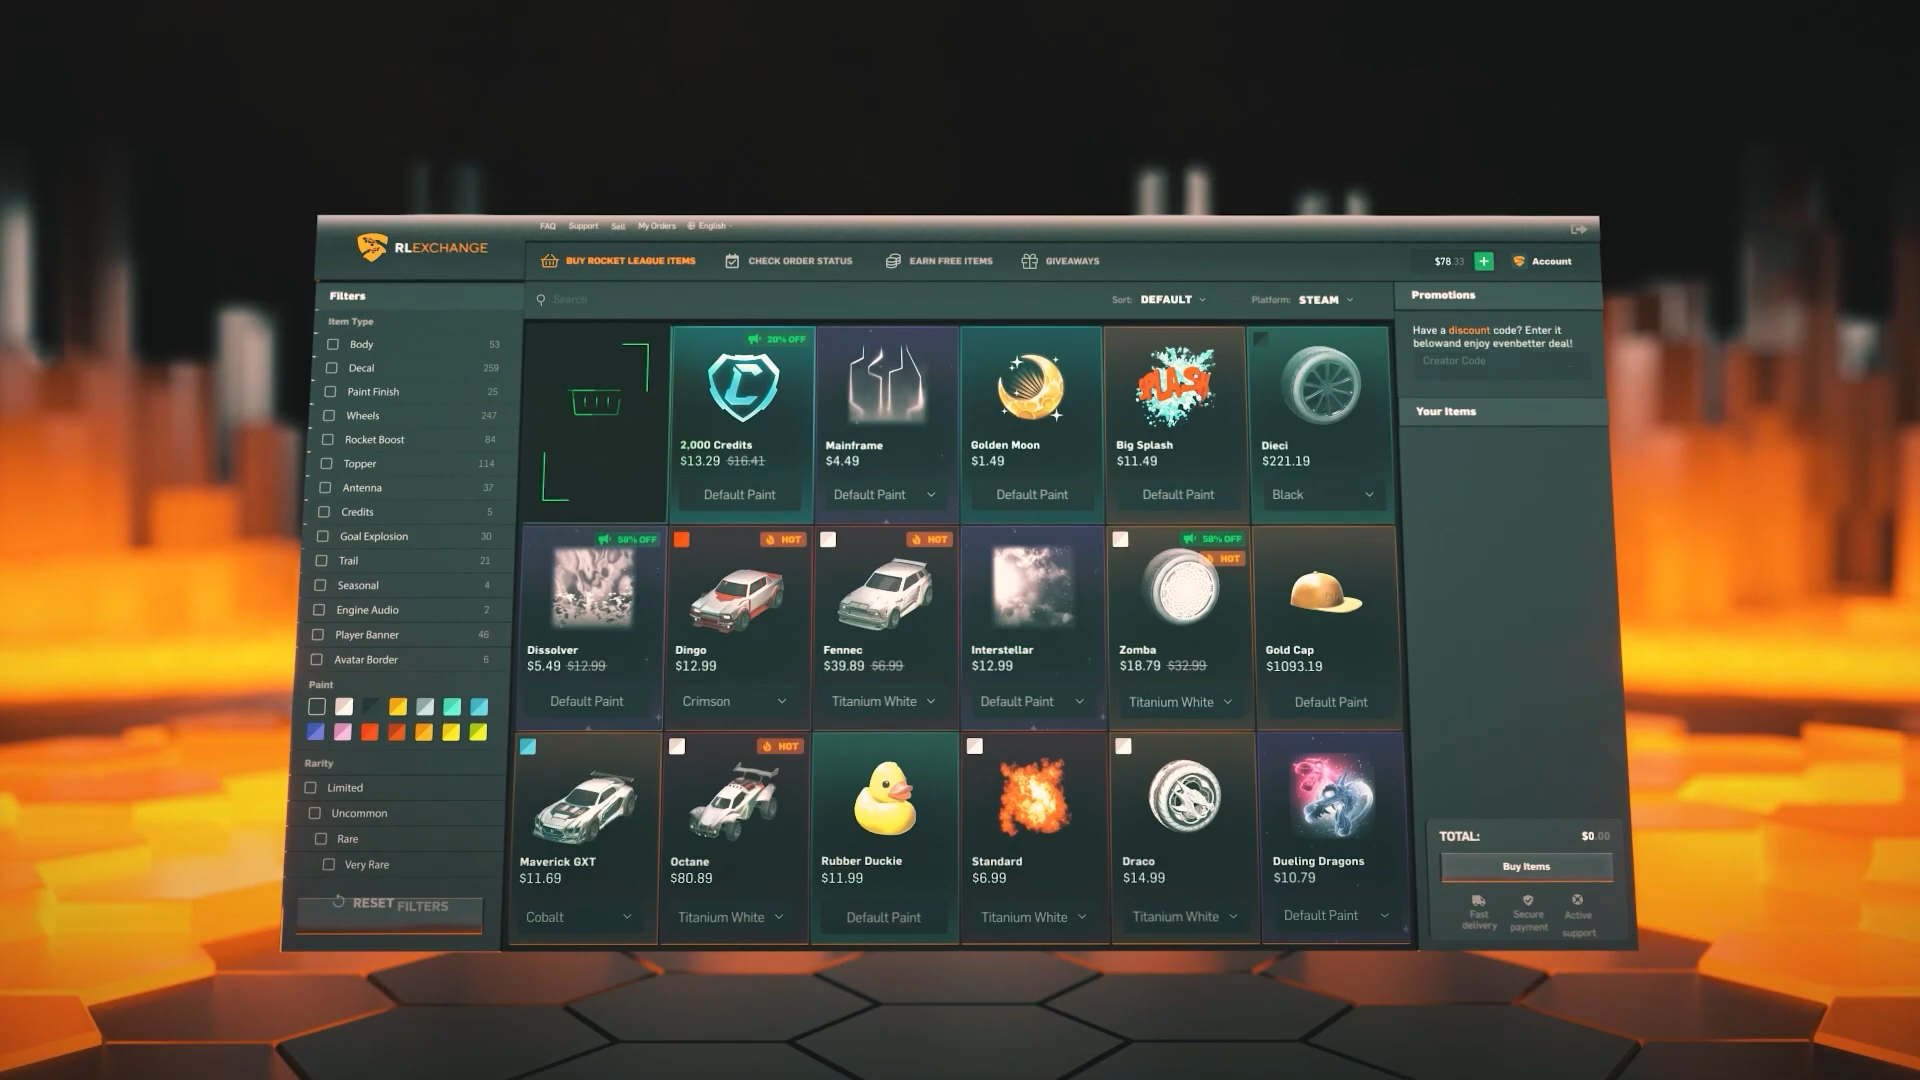 FAQ Support Sell My Orders English
RLEXCHANGE
BUY ROCKET LEAGUE ITEMS CHECK ORDER STATUS EARN FREE ITEMS GIVEAWAYS
$78.33 + Account
Filters
Item Type
Body 53
Decal 259
Paint Finish 25
Wheels 247
Rocket Boost 84
Topper 114
Antenna 37
Credits 5
Goal Explosion 30
Trail 21
Seasonal 4
Engine Audio 2
Player Banner 46
Avatar Border 6
Paint
Rarity
Limited
Uncommon
Rare
Very Rare
RESET FILTERS
Search
Sort: DEFAULT
Platform: STEAM
20% OFF
2,000 Credits
$13.29 $16.41
Default Paint
Mainframe
$4.49
Default Paint
Golden Moon
$1.49
Default Paint
SPLASH
Big Splash
$11.49
Default Paint
Dieci
$221.19
Black
58% OFF
Dissolver
$5.49 $12.99
Default Paint
HOT
Dingo
$12.99
Crimson
HOT
Fennec
$39.89 $6.99
Titanium White
Interstellar
$12.99
Default Paint
58% OFF
HOT
Zomba
$18.79 $32.99
Titanium White
Gold Cap
$1093.19
Default Paint
Maverick GXT
$11.69
Cobalt
HOT
Octane
$80.89
Titanium White
Rubber Duckie
$11.99
Default Paint
Standard
$6.99
Titanium White
Draco
$14.99
Titanium White
Dueling Dragons
$10.79
Default Paint
Promotions
Have a discount code? Enter it
belowand enjoy evenbetter deal!
Creator Code
Your Items
TOTAL: $0.00
Buy Items
Fast
delivery
Secure
payment
Active
support